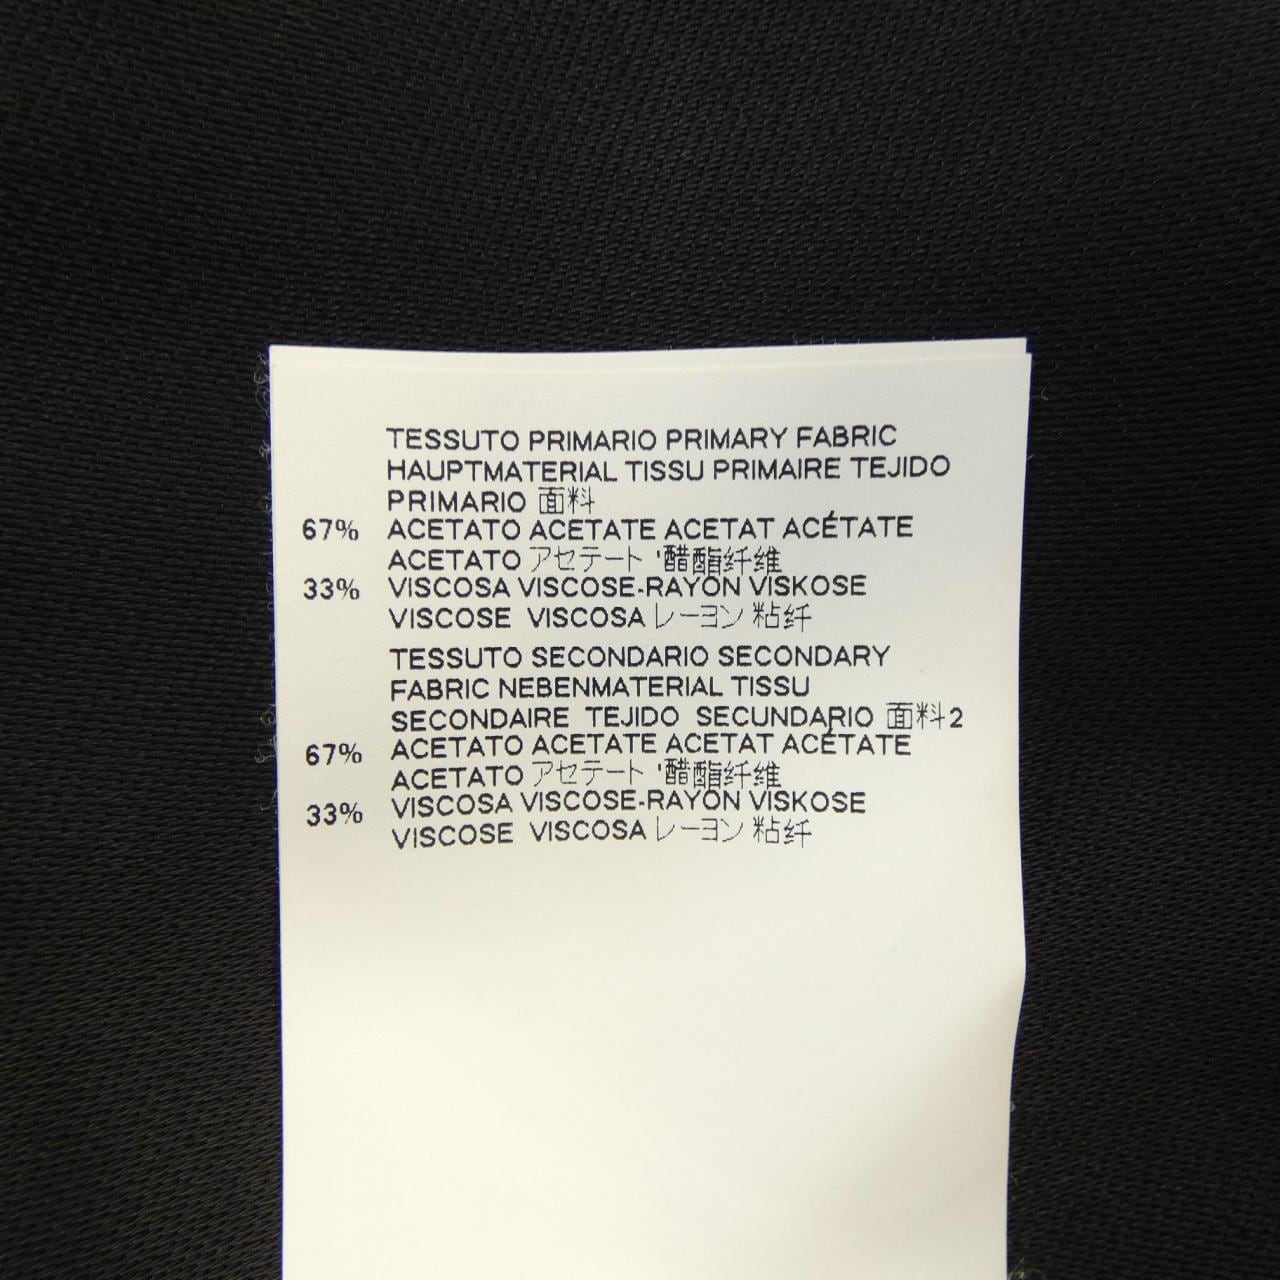 TESSUTO PRIMARIO PRIMARY FABRIC
HAUPTMATERIAL TISSU PRIMAIRE TEJIDO
PRIMARIO 面料
67% ACETATO ACETATE ACETAT ACÉTATE
ACETATO アセテート '醋酯纤维
33% VISCOSA VISCOSE-RAYON VISKOSE
VISCOSE VISCOSA レーヨン 粘纤
TESSUTO SECONDARIO SECONDARY
FABRIC NEBENMATERIAL TISSU
SECONDAIRE TEJIDO SECUNDARIO 面料2
67% ACETATO ACETATE ACETAT ACÉTATE
ACETATO アセテート '醋酯纤维
33% VISCOSA VISCOSE-RAYON VISKOSE
VISCOSE VISCOSA レーヨン 粘纤